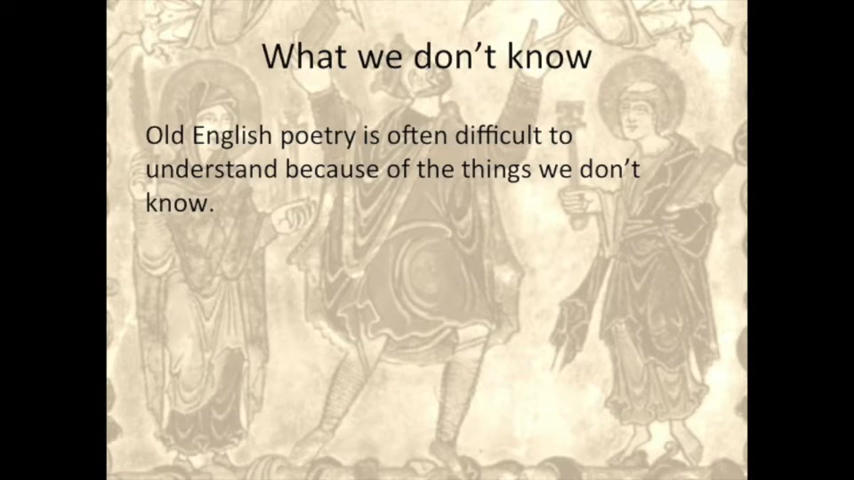 What we don't know
Old English poetry is often difficult to
understand because of the things we don't
know.